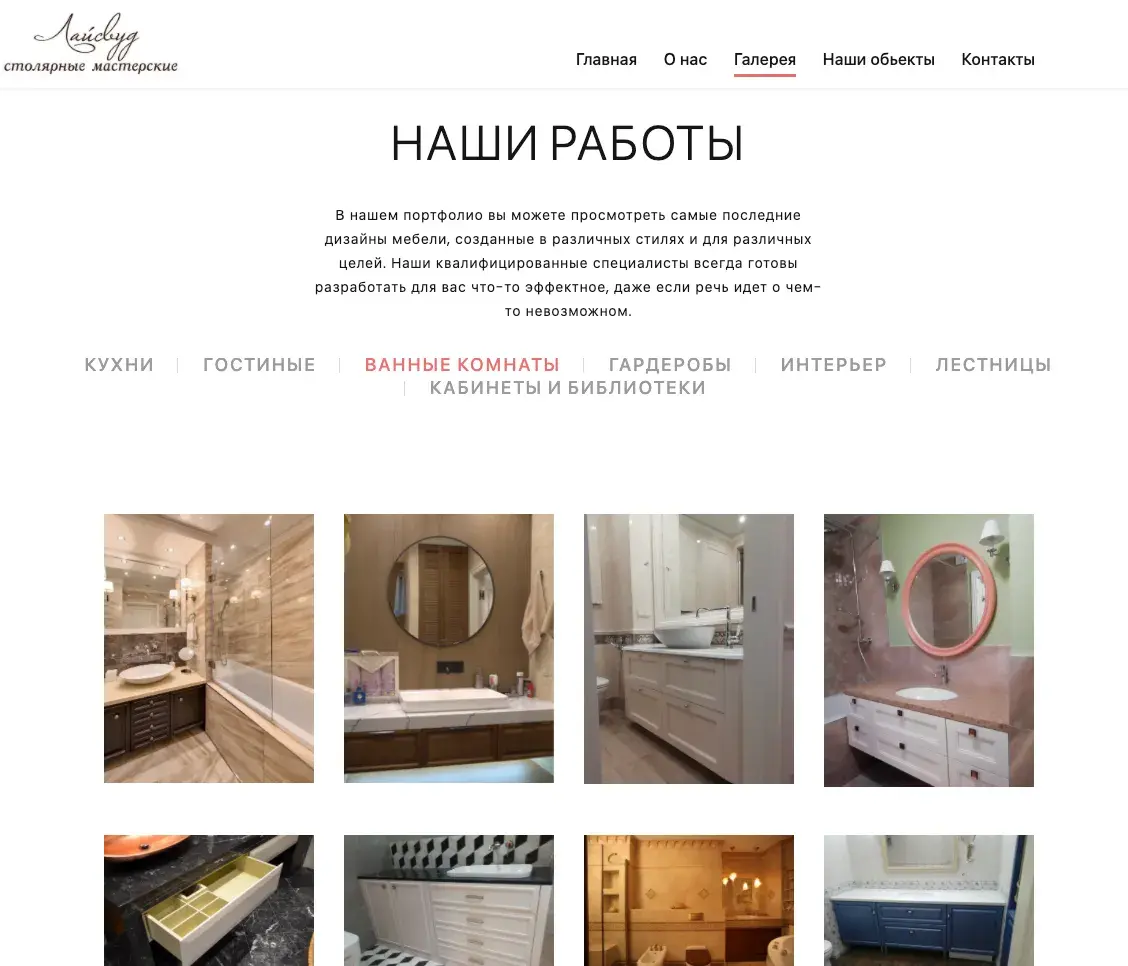 Лайсвуд
столярные мастерские
Главная О нас Галерея Наши обьекты Контакты
НАШИ РАБОТЫ
В нашем портфолио вы можете просмотреть самые последние
дизайны мебели, созданные в различных стилях и для различных
целей. Наши квалифицированные специалисты всегда готовы
разработать для вас что-то эффектное, даже если речь идет о чем-
то невозможном.
КУХНИ ГОСТИНЫЕ ВАННЫЕ КОМНАТЫ ГАРДЕРОБЫ ИНТЕРЬЕР ЛЕСТНИЦЫ
КАБИНЕТЫ И БИБЛИОТЕКИ